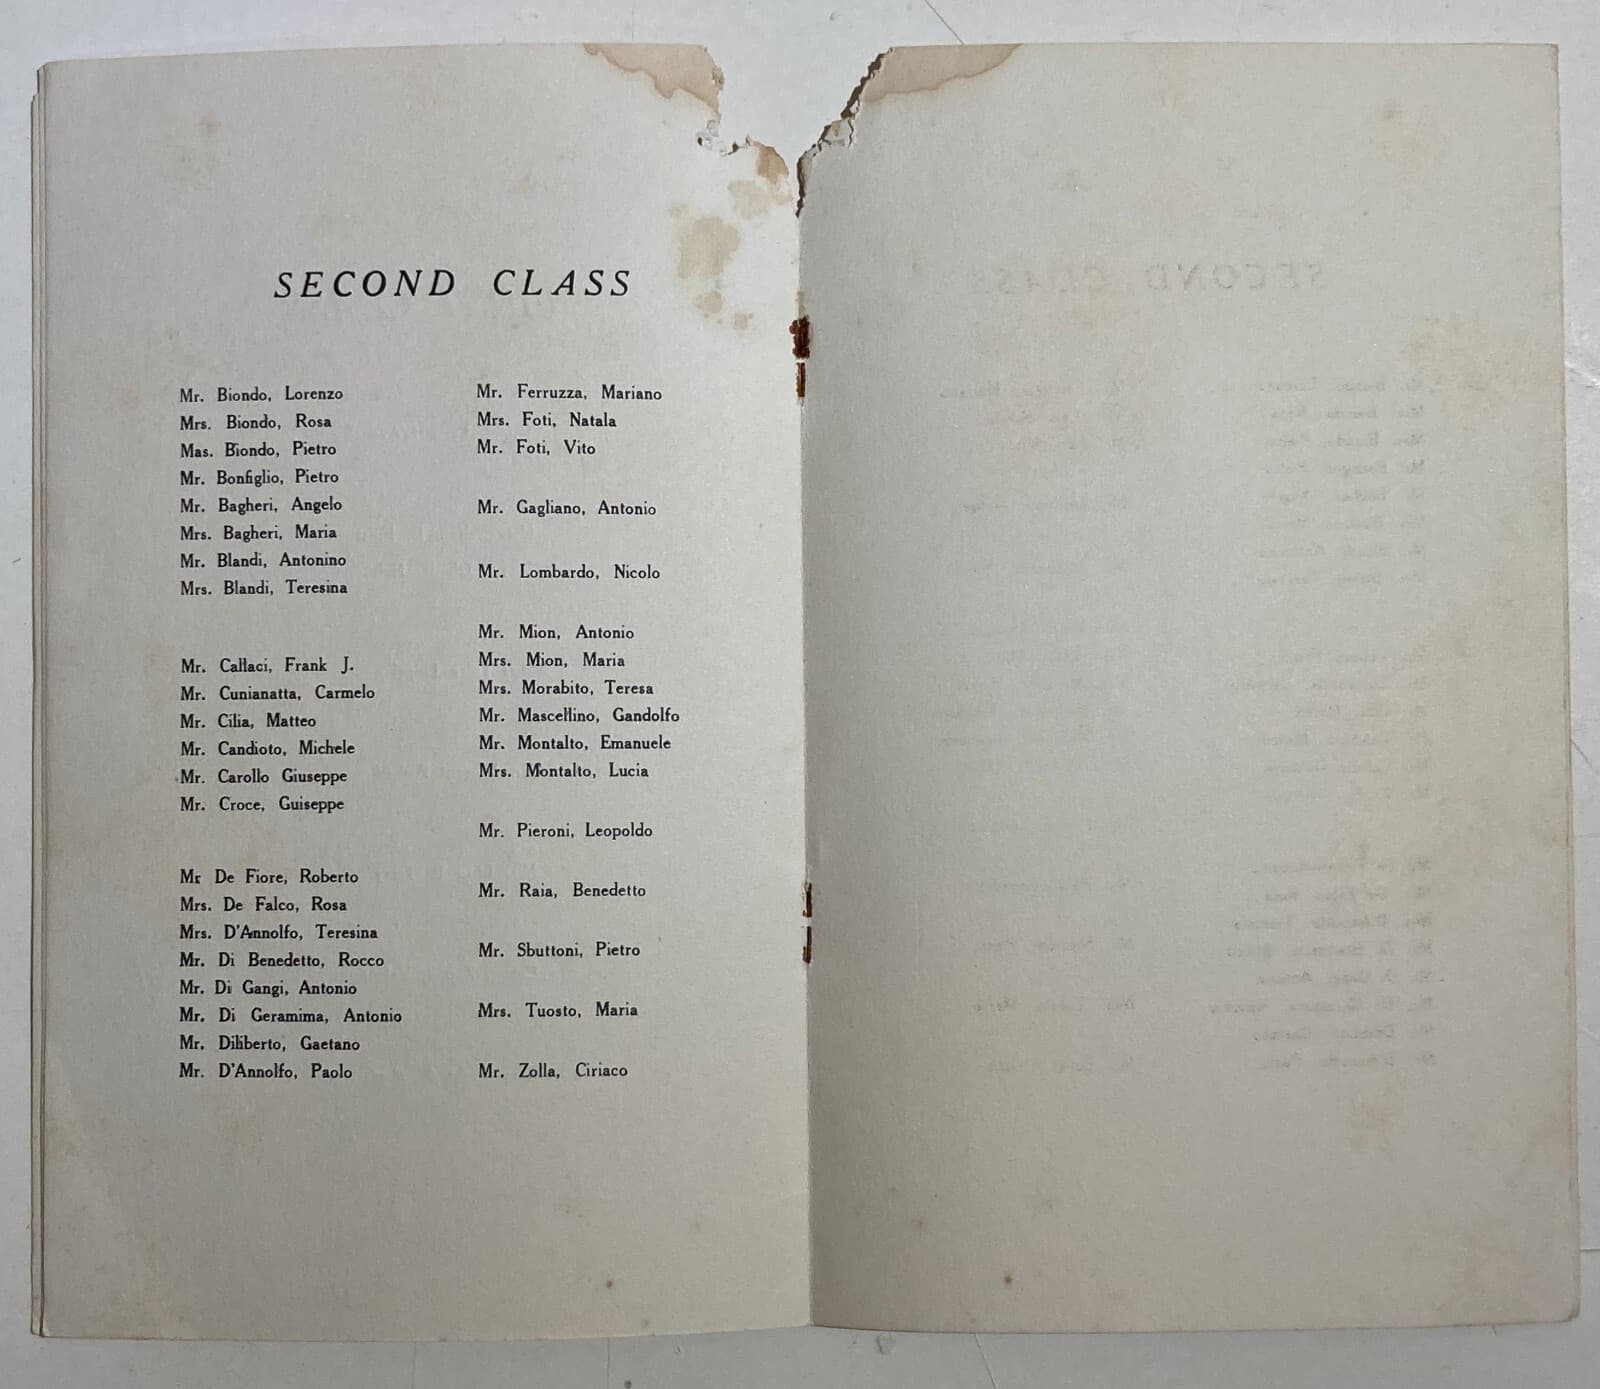 SECOND CLASS
Mr. Biondo, Lorenzo
Mrs. Biondo, Rosa
Mas. Biondo, Pietro
Mr. Bonfiglio, Pietro
Mr. Bagheri, Angelo
Mrs. Bagheri, Maria
Mr. Blandi, Antonino
Mrs. Blandi, Teresina
Mr. Callaci, Frank J.
Mr. Cunianatta, Carmelo
Mr. Cilia, Matteo
Mr. Candioto, Michele
Mr. Carollo Giuseppe
Mr. Croce, Guiseppe
Mr De Fiore, Roberto
Mrs. De Falco, Rosa
Mrs. D'Annolfo, Teresina
Mr. Di Benedetto, Rocco
Mr. Di Gangi, Antonio
Mr. Di Geramima, Antonio
Mr. Diliberto, Gaetano
Mr. D'Annolfo, Paolo
Mr. Ferruzza, Mariano
Mrs. Foti, Natala
Mr. Foti, Vito
Mr. Gagliano, Antonio
Mr. Lombardo, Nicolo
Mr. Mion, Antonio
Mrs. Mion, Maria
Mrs. Morabito, Teresa
Mr. Mascellino, Gandolfo
Mr. Montalto, Emanuele
Mrs. Montalto, Lucia
Mr. Pieroni, Leopoldo
Mr. Raia, Benedetto
Mr. Sbuttoni, Pietro
Mrs. Tuosto, Maria
Mr. Zolla, Ciriaco